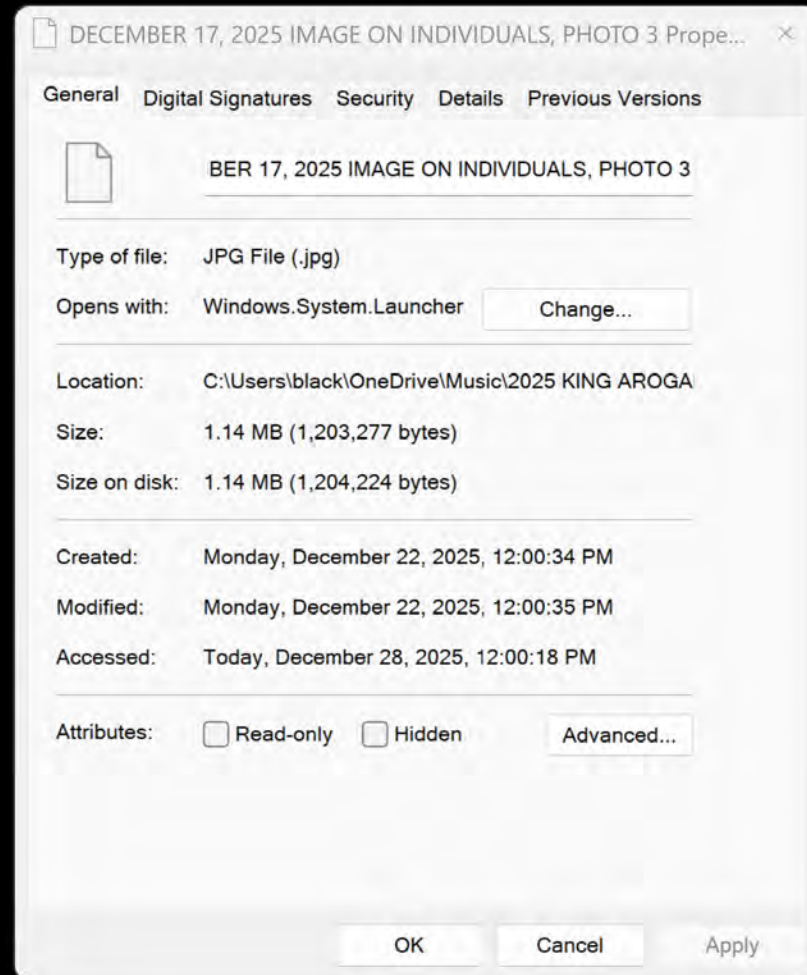 DECEMBER 17, 2025 IMAGE ON INDIVIDUALS, PHOTO 3 Prope...
General Digital Signatures Security Details Previous Versions
BER 17, 2025 IMAGE ON INDIVIDUALS, PHOTO 3
Type of file: JPG File (.jpg)
Opens with: Windows.System.Launcher Change...
Location: C:\Users\black\OneDrive\Music\2025 KING AROGA
Size: 1.14 MB (1,203,277 bytes)
Size on disk: 1.14 MB (1,204,224 bytes)
Created: Monday, December 22, 2025, 12:00:34 PM
Modified: Monday, December 22, 2025, 12:00:35 PM
Accessed: Today, December 28, 2025, 12:00:18 PM
Attributes: Read-only Hidden Advanced...
OK Cancel Apply